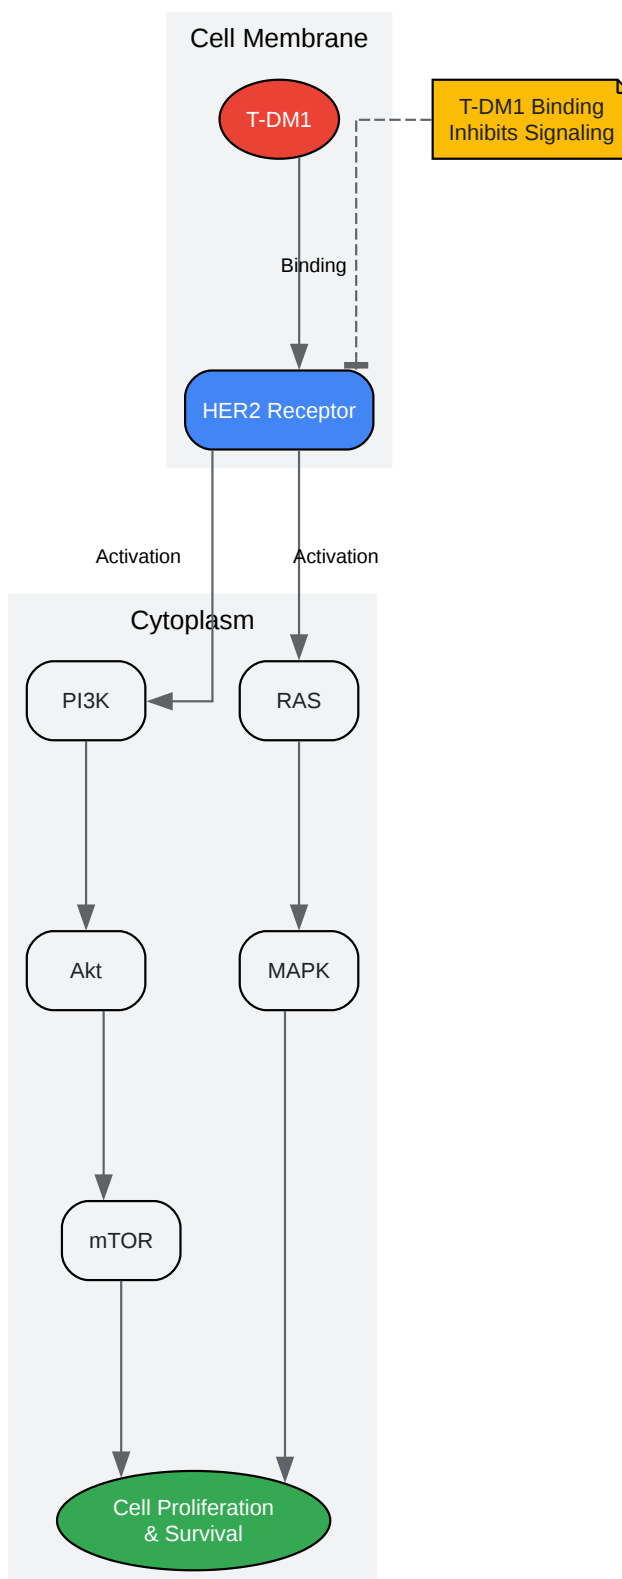 Cell Membrane
T-DM1
T-DM1 Binding
Inhibits Signaling
Binding
HER2 Receptor
Activation
Activation
Cytoplasm
PI3K
RAS
Akt
MAPK
mTOR
Cell Proliferation
& Survival